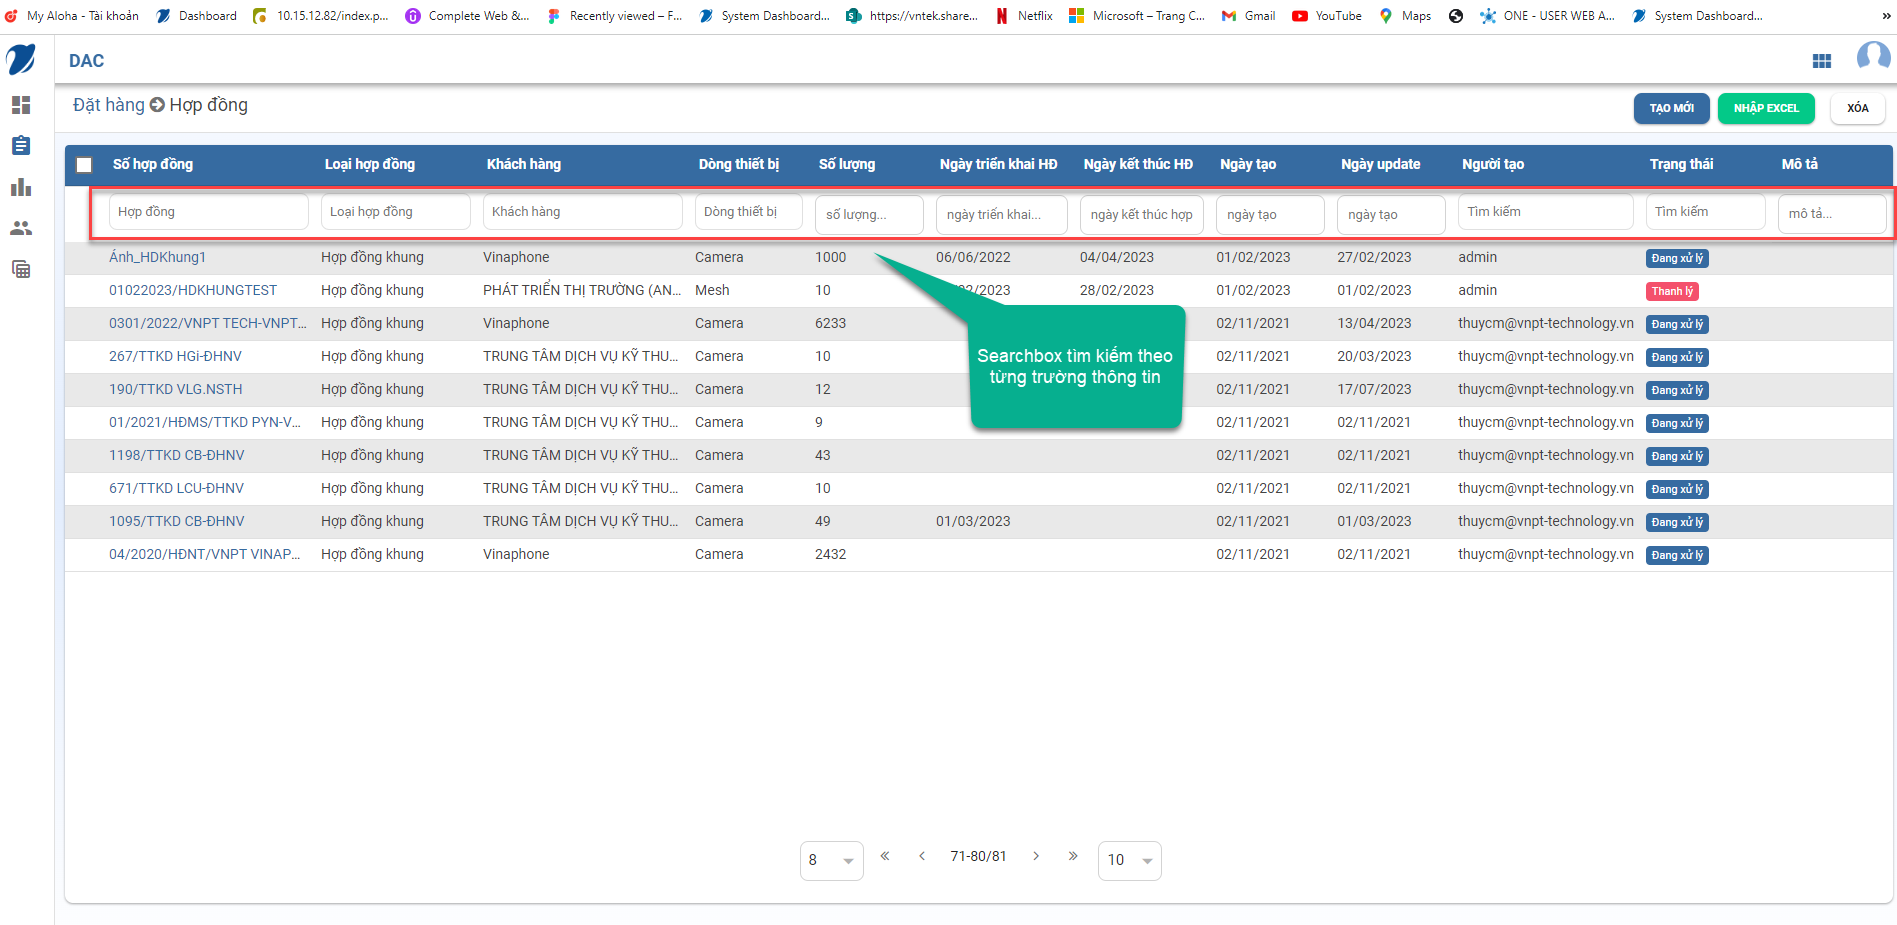 My Aloha - Tài khoản Dashboard 10.15.12.82/index.p... Complete Web &... Recently viewed – F... System Dashboard... https://vntek.share... Netflix Microsoft – Trang C... Gmail YouTube Maps ONE - USER WEB A... System Dashboard... »
DAC
Đặt hàng Hợp đồng
TẠO MỚI NHẬP EXCEL XÓA
Số hợp đồng Loại hợp đồng Khách hàng Dòng thiết bị Số lượng Ngày triển khai HĐ Ngày kết thúc HĐ Ngày tạo Ngày update Người tạo Trạng thái Mô tả
Hợp đồng Loại hợp đồng Khách hàng Dòng thiết bị số lượng... ngày triển khai... ngày kết thúc hợp ngày tạo ngày tạo Tìm kiếm Tìm kiếm mô tả...
Ánh_HDKhung1 Hợp đồng khung Vinaphone Camera 1000 06/06/2022 04/04/2023 01/02/2023 27/02/2023 admin Đang xử lý
01022023/HDKHUNGTEST Hợp đồng khung PHÁT TRIỂN THỊ TRƯỜNG (AN... Mesh 10 /2023 28/02/2023 01/02/2023 01/02/2023 admin Thanh lý
0301/2022/VNPT TECH-VNPT... Hợp đồng khung Vinaphone Camera 6233 02/11/2021 13/04/2023 thuycm@vnpt-technology.vn Đang xử lý
267/TTKD HGi-ĐHNV Hợp đồng khung TRUNG TÂM DỊCH VỤ KỸ THU... Camera 10 02/11/2021 20/03/2023 thuycm@vnpt-technology.vn Đang xử lý
190/TTKD VLG.NSTH Hợp đồng khung TRUNG TÂM DỊCH VỤ KỸ THU... Camera 12 02/11/2021 17/07/2023 thuycm@vnpt-technology.vn Đang xử lý
01/2021/HĐMS/TTKD PYN-V... Hợp đồng khung TRUNG TÂM DỊCH VỤ KỸ THU... Camera 9 02/11/2021 02/11/2021 thuycm@vnpt-technology.vn Đang xử lý
1198/TTKD CB-ĐHNV Hợp đồng khung TRUNG TÂM DỊCH VỤ KỸ THU... Camera 43 02/11/2021 02/11/2021 thuycm@vnpt-technology.vn Đang xử lý
671/TTKD LCU-ĐHNV Hợp đồng khung TRUNG TÂM DỊCH VỤ KỸ THU... Camera 10 02/11/2021 02/11/2021 thuycm@vnpt-technology.vn Đang xử lý
1095/TTKD CB-ĐHNV Hợp đồng khung TRUNG TÂM DỊCH VỤ KỸ THU... Camera 49 01/03/2023 02/11/2021 01/03/2023 thuycm@vnpt-technology.vn Đang xử lý
04/2020/HĐNT/VNPT VINAP... Hợp đồng khung Vinaphone Camera 2432 02/11/2021 02/11/2021 thuycm@vnpt-technology.vn Đang xử lý
Searchbox tìm kiếm theo
từng trường thông tin
8 « ‹ 71-80/81 › » 10